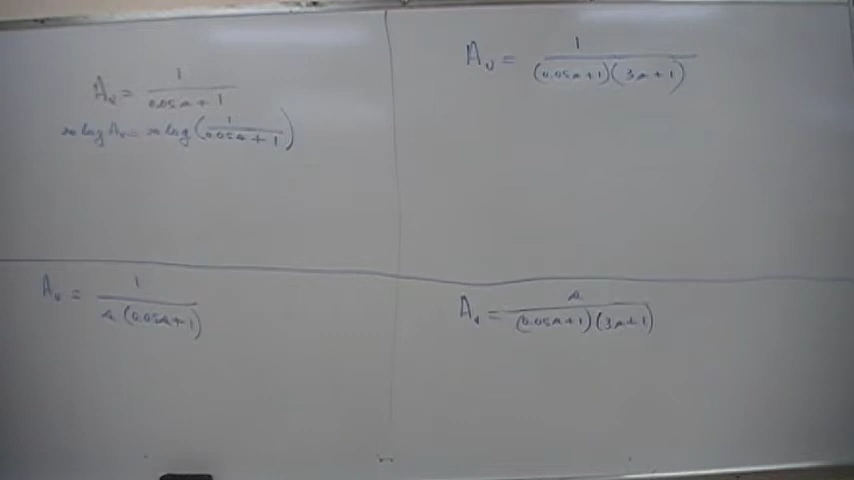 Av = 1 / (0.05s + 1)
20 log Av = 20 log (1 / (0.05s + 1))
Av = 1 / ((0.05s+1)(3s+1))
Av = 1 / (s(0.05s+1))
Av = s / ((0.05s+1)(3s+1))